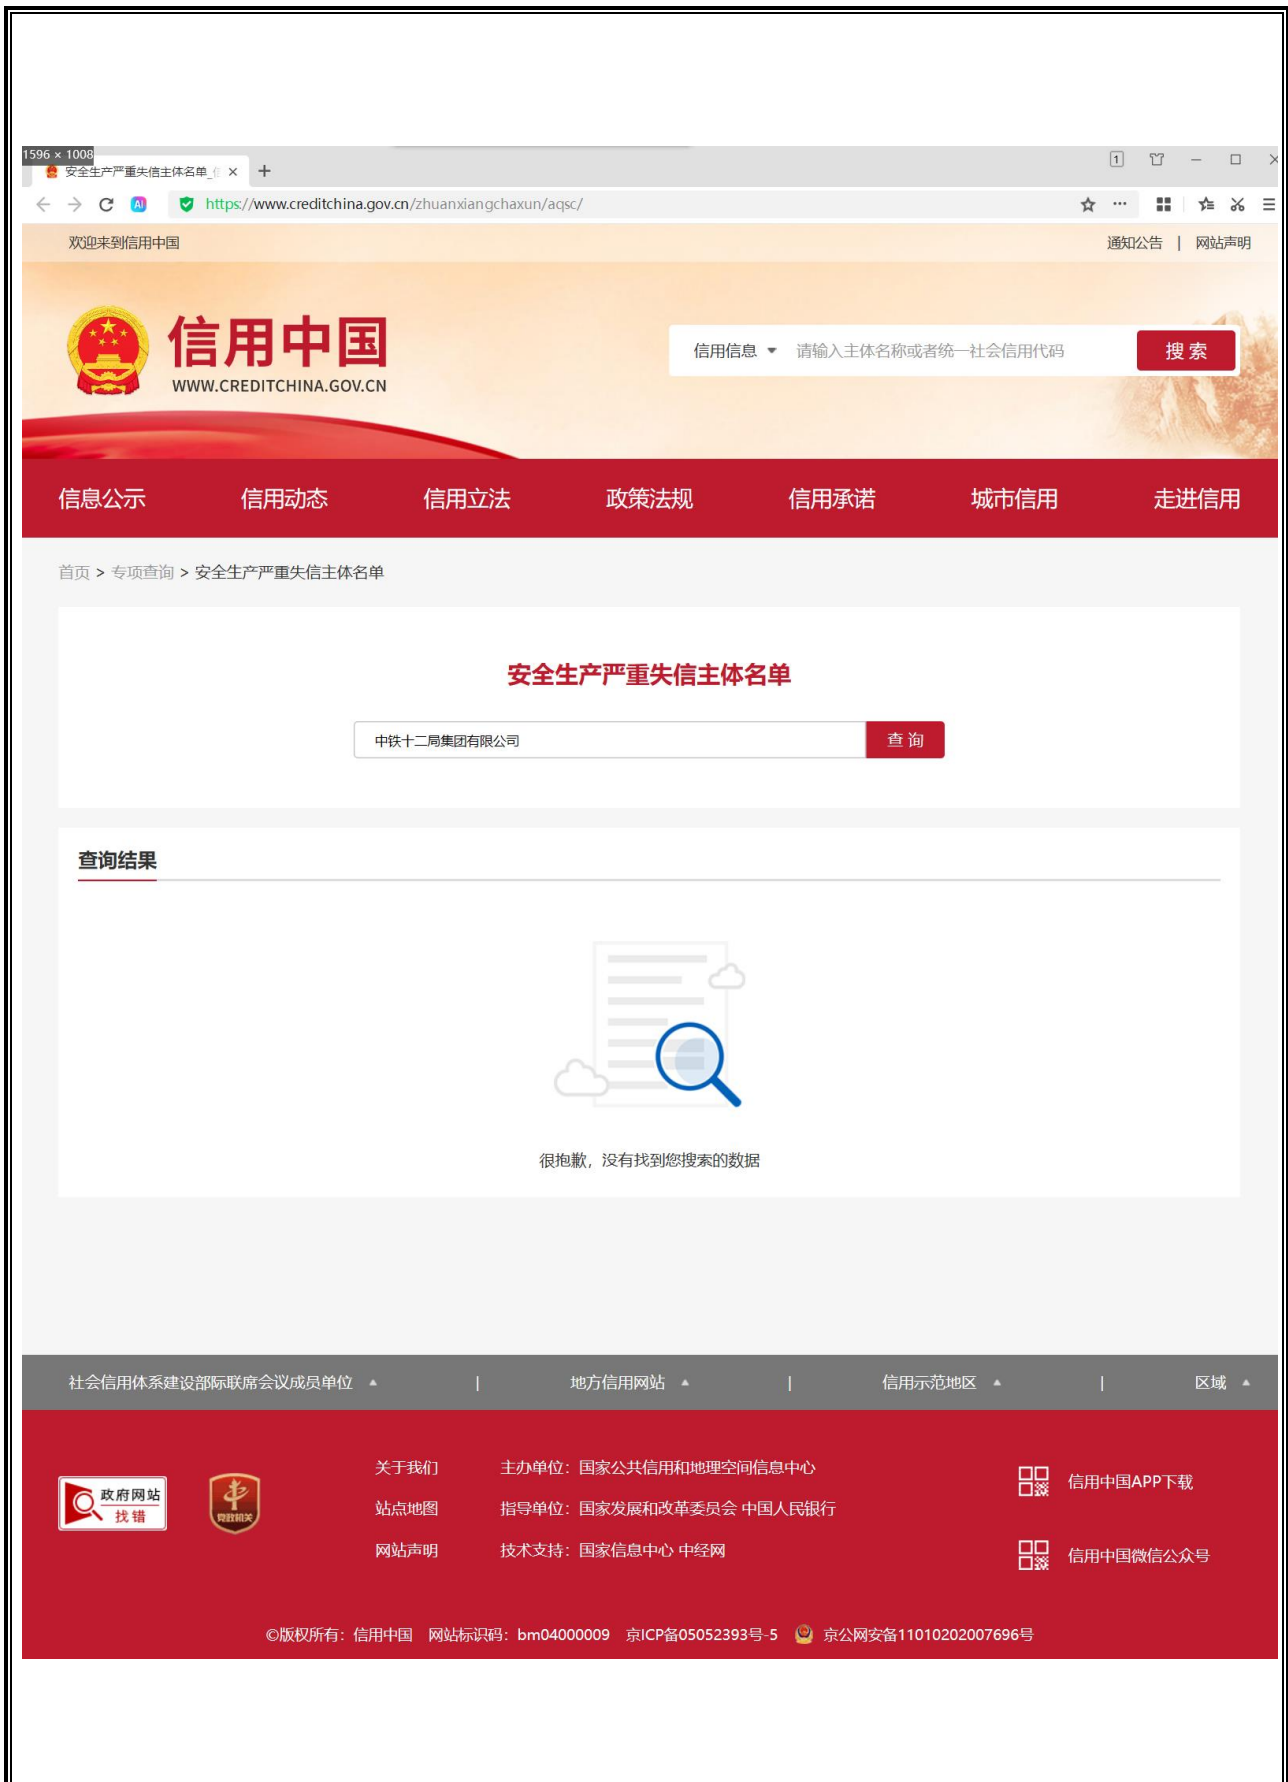 1596 × 1008
安全生产严重失信主体名单_信
https://www.creditchina.gov.cn/zhuanxiangchaxun/aqsc/
欢迎来到信用中国 通知公告 | 网站声明
信用中国
WWW.CREDITCHINA.GOV.CN
信用信息 请输入主体名称或者统一社会信用代码 搜 索
信息公示 信用动态 信用立法 政策法规 信用承诺 城市信用 走进信用
首页 > 专项查询 > 安全生产严重失信主体名单
安全生产严重失信主体名单
中铁十二局集团有限公司 查 询
查询结果
很抱歉，没有找到您搜索的数据
社会信用体系建设部际联席会议成员单位 | 地方信用网站 | 信用示范地区 | 区域
政府网站
找错
党政机关
关于我们 主办单位：国家公共信用和地理空间信息中心
信用中国APP下载
站点地图 指导单位：国家发展和改革委员会 中国人民银行
网站声明 技术支持：国家信息中心 中经网
信用中国微信公众号
©版权所有：信用中国 网站标识码：bm04000009 京ICP备05052393号-5 京公网安备11010202007696号